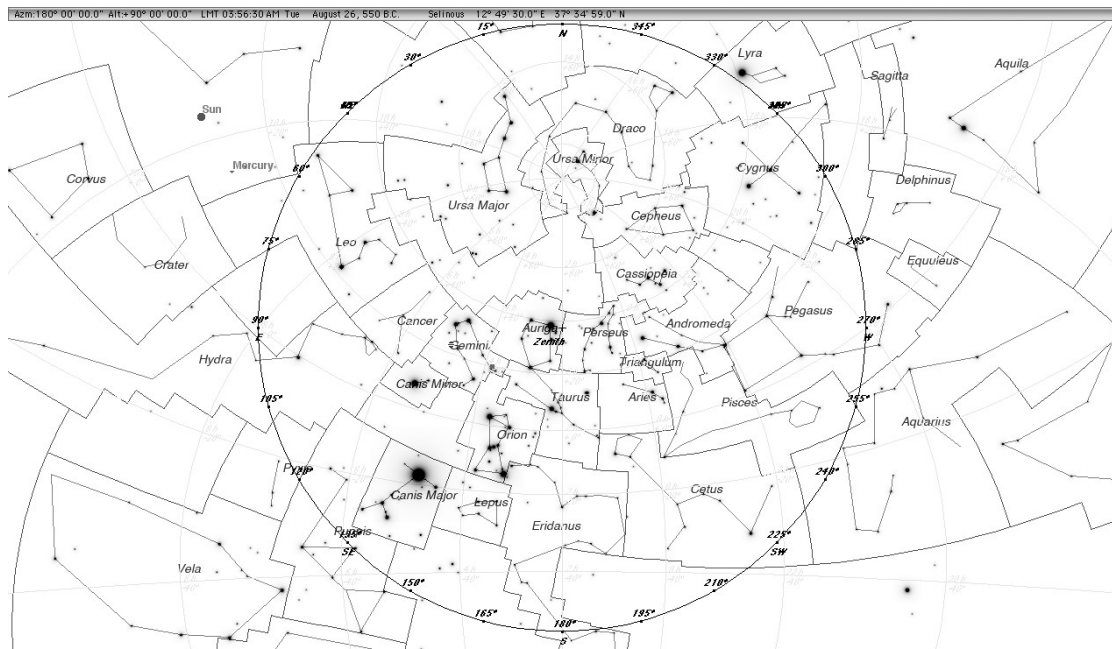 Azm:180° 00' 00.0" Alt:+90° 00' 00.0" LMT 03:56:30 AM Tue August 26, 550 B.C. Selinous 12° 49' 30.0" E 37° 34' 59.0" N
15°
N
345°
30°
330°
Lyra
Aquila
Sagitta
Sun
Draco
Ursa Minor
60°
Mercury
Cygnus
300°
Corvus
Delphinus
Ursa Major
Cepheus
75°
Leo
285°
Crater
Cassiopeia
Equuleus
Pegasus
90°
E
Cancer
Auriga
Perseus
Andromeda
270°
W
Zenith
Gemini
Hydra
Triangulum
Canis Minor
105°
Taurus
Aries
Pisces
255°
Aquarius
Orion
120°
240°
Canis Major
Lepus
Cetus
Eridanus
Puppis
135°
SE
225°
SW
Vela
150°
210°
165°
180°
195°
S